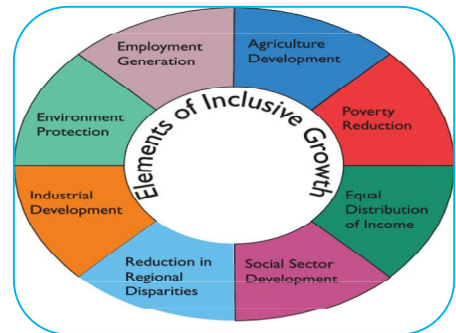 Elements of Inclusive Growth
Employment
Generation
Agriculture
Development
Environment
Protection
Poverty
Reduction
Industrial
Development
Equal
Distribution
of Income
Reduction in
Regional
Disparities
Social Sector
Development